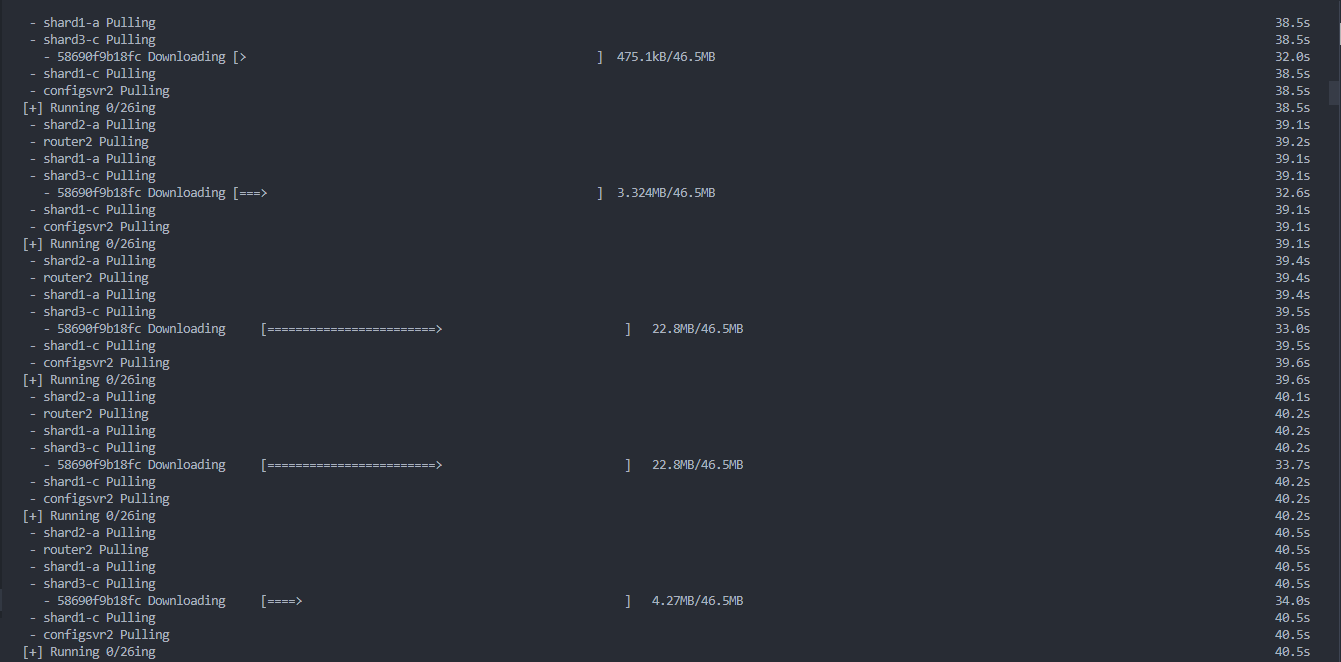 - shard1-a Pulling 38.5s
- shard3-c Pulling 38.5s
- 58690f9b18fc Downloading [> ] 475.1kB/46.5MB 32.0s
- shard1-c Pulling 38.5s
- configsvr2 Pulling 38.5s
[+] Running 0/26ing 38.5s
- shard2-a Pulling 39.1s
- router2 Pulling 39.2s
- shard1-a Pulling 39.1s
- shard3-c Pulling 39.1s
- 58690f9b18fc Downloading [===> ] 3.324MB/46.5MB 32.6s
- shard1-c Pulling 39.1s
- configsvr2 Pulling 39.1s
[+] Running 0/26ing 39.1s
- shard2-a Pulling 39.4s
- router2 Pulling 39.4s
- shard1-a Pulling 39.4s
- shard3-c Pulling 39.5s
- 58690f9b18fc Downloading [========================> ] 22.8MB/46.5MB 33.0s
- shard1-c Pulling 39.5s
- configsvr2 Pulling 39.6s
[+] Running 0/26ing 39.6s
- shard2-a Pulling 40.1s
- router2 Pulling 40.2s
- shard1-a Pulling 40.2s
- shard3-c Pulling 40.2s
- 58690f9b18fc Downloading [========================> ] 22.8MB/46.5MB 33.7s
- shard1-c Pulling 40.2s
- configsvr2 Pulling 40.2s
[+] Running 0/26ing 40.2s
- shard2-a Pulling 40.5s
- router2 Pulling 40.5s
- shard1-a Pulling 40.5s
- shard3-c Pulling 40.5s
- 58690f9b18fc Downloading [====> ] 4.27MB/46.5MB 34.0s
- shard1-c Pulling 40.5s
- configsvr2 Pulling 40.5s
[+] Running 0/26ing 40.5s